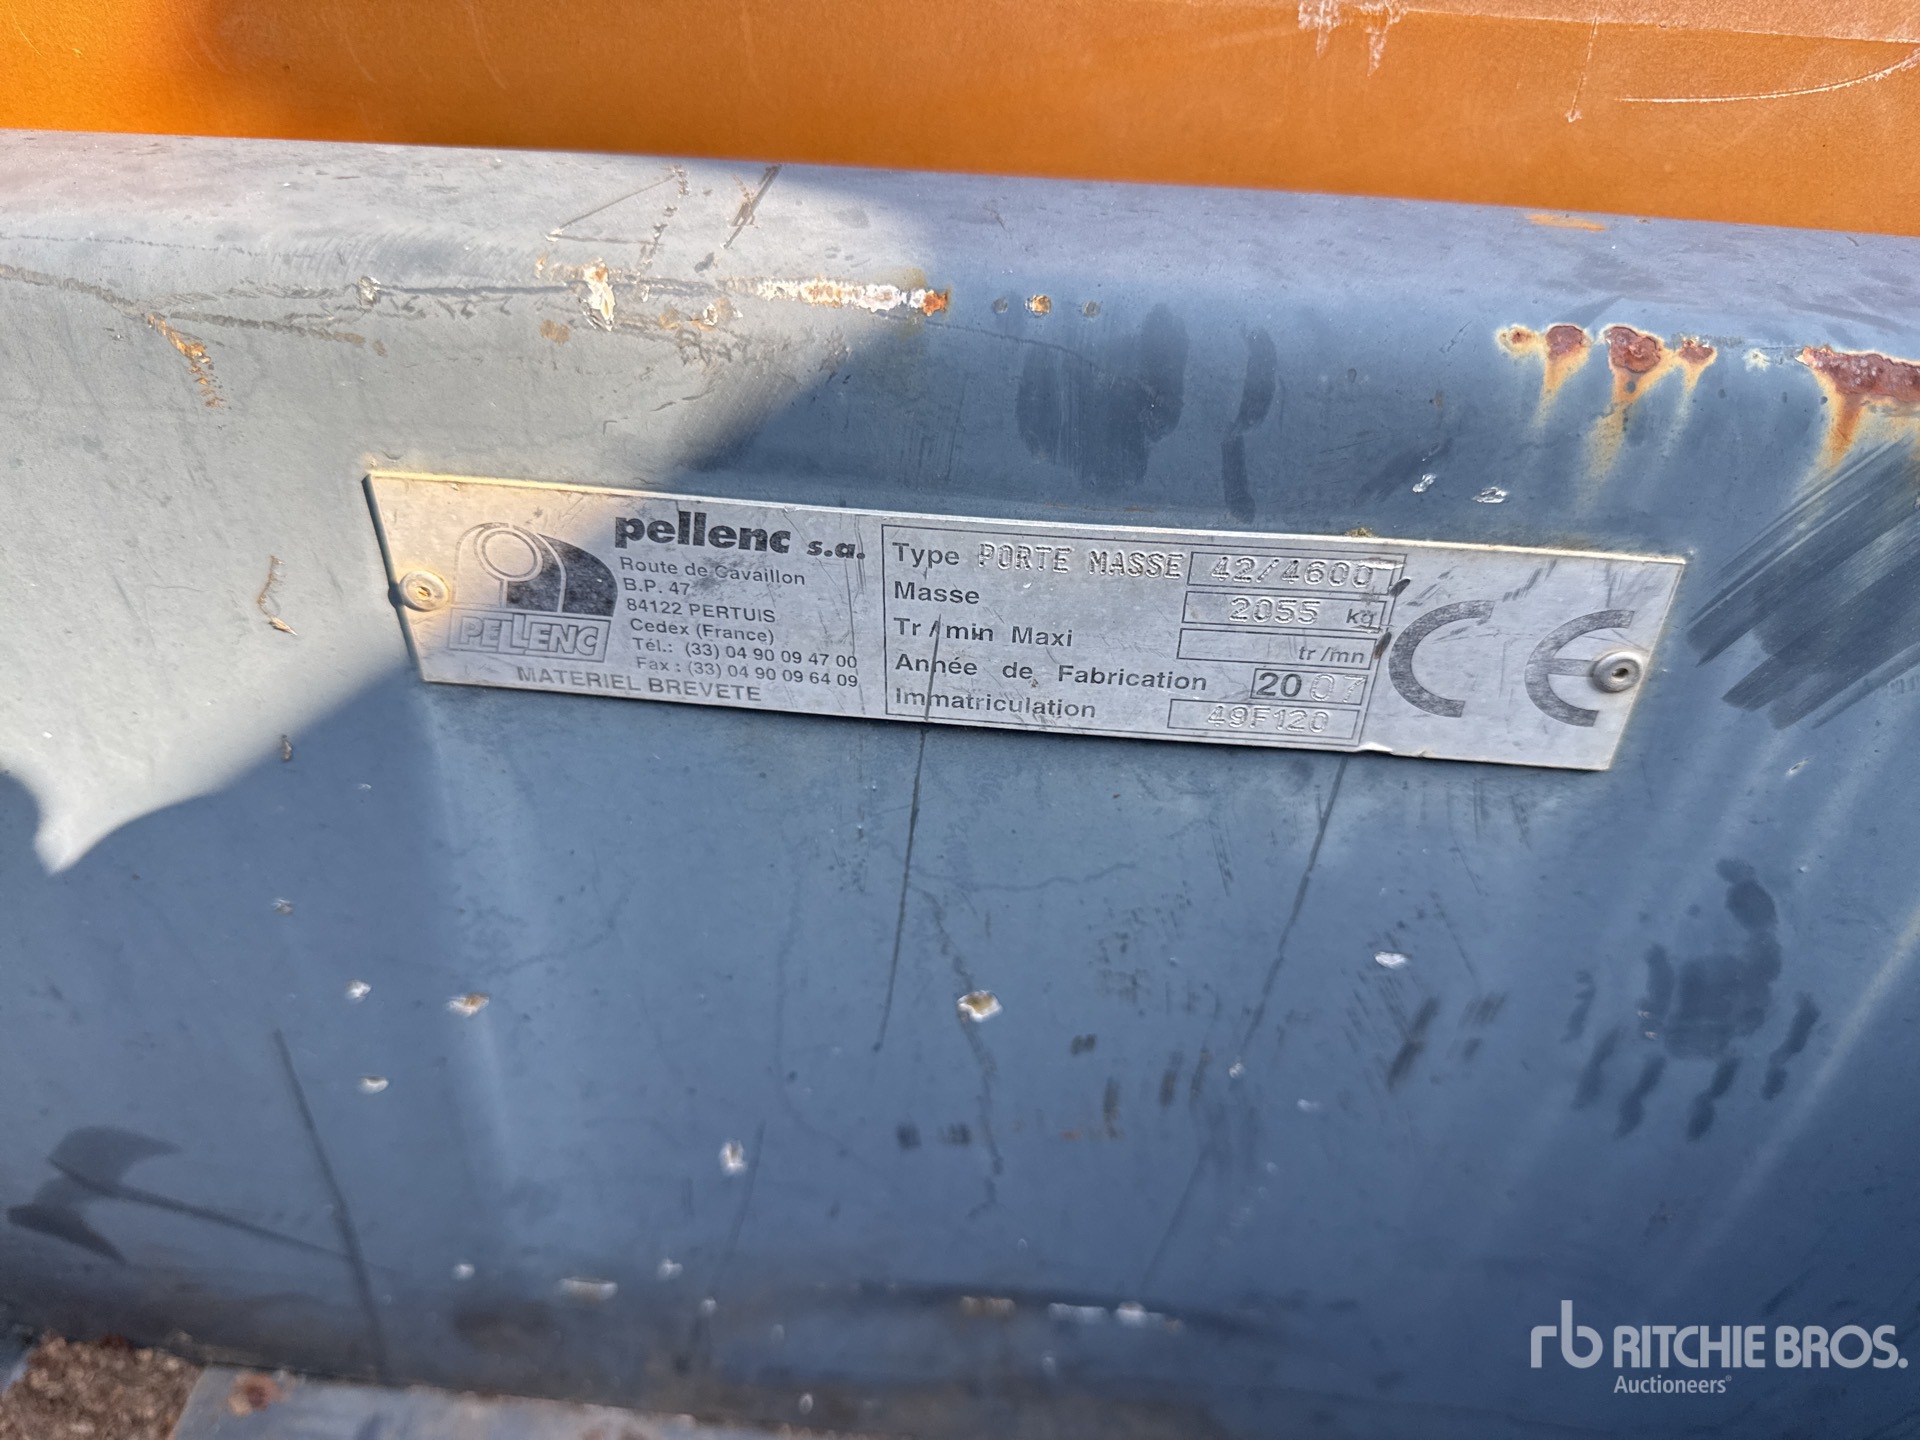 pellenc s.a.
Route de Cavaillon
B.P. 47
84122 PERTUIS
Cedex (France)
Tél.: (33) 04 90 09 47 00
Fax : (33) 04 90 09 64 09
PELLENC
MATERIEL BREVETE
Type PORTE MASSE 42/4600
Masse 2055 kg
Tr/min Maxi tr/mn
Année de Fabrication 2007
Immatriculation 49F120
CE
rb RITCHIE BROS.
Auctioneers